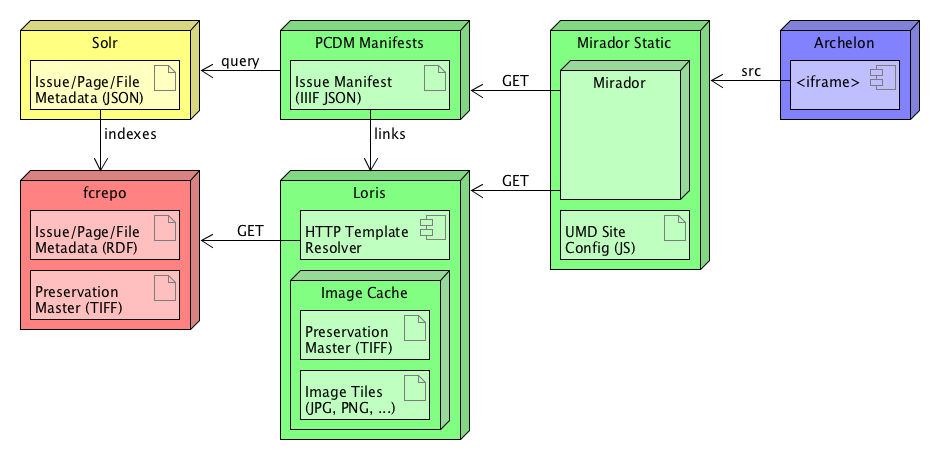 Solr
Issue/Page/File
Metadata (JSON)
query
PCDM Manifests
Issue Manifest
(IIIF JSON)
GET
Mirador Static
Mirador
src
Archelon
<iframe>
indexes
links
fcrepo
Issue/Page/File
Metadata (RDF)
Preservation
Master (TIFF)
GET
Loris
HTTP Template
Resolver
Image Cache
Preservation
Master (TIFF)
Image Tiles
(JPG, PNG, ...)
GET
UMD Site
Config (JS)